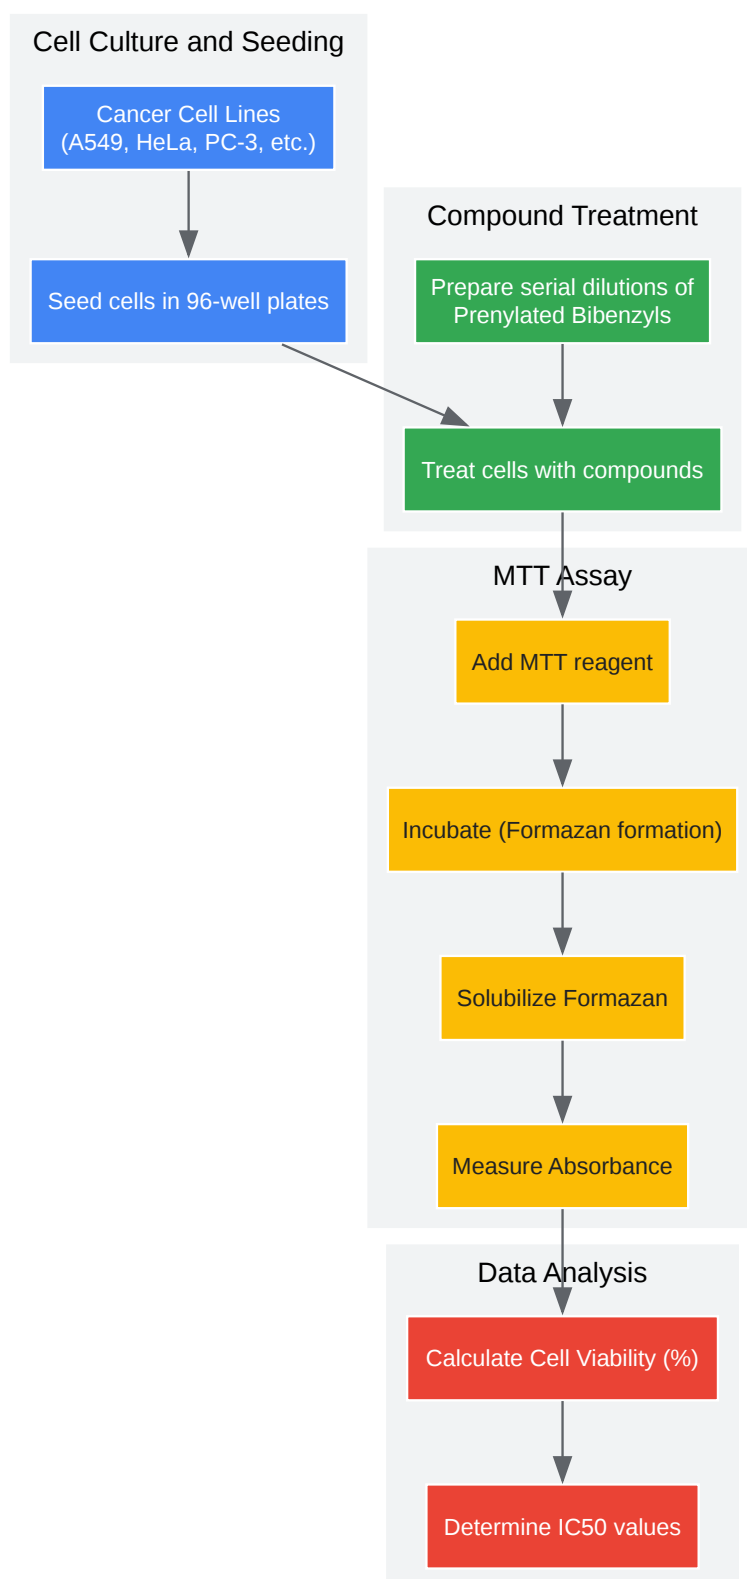 Cell Culture and Seeding
Cancer Cell Lines
(A549, HeLa, PC-3, etc.)
Seed cells in 96-well plates
Compound Treatment
Prepare serial dilutions of
Prenylated Bibenzyls
Treat cells with compounds
MTT Assay
Add MTT reagent
Incubate (Formazan formation)
Solubilize Formazan
Measure Absorbance
Data Analysis
Calculate Cell Viability (%)
Determine IC50 values